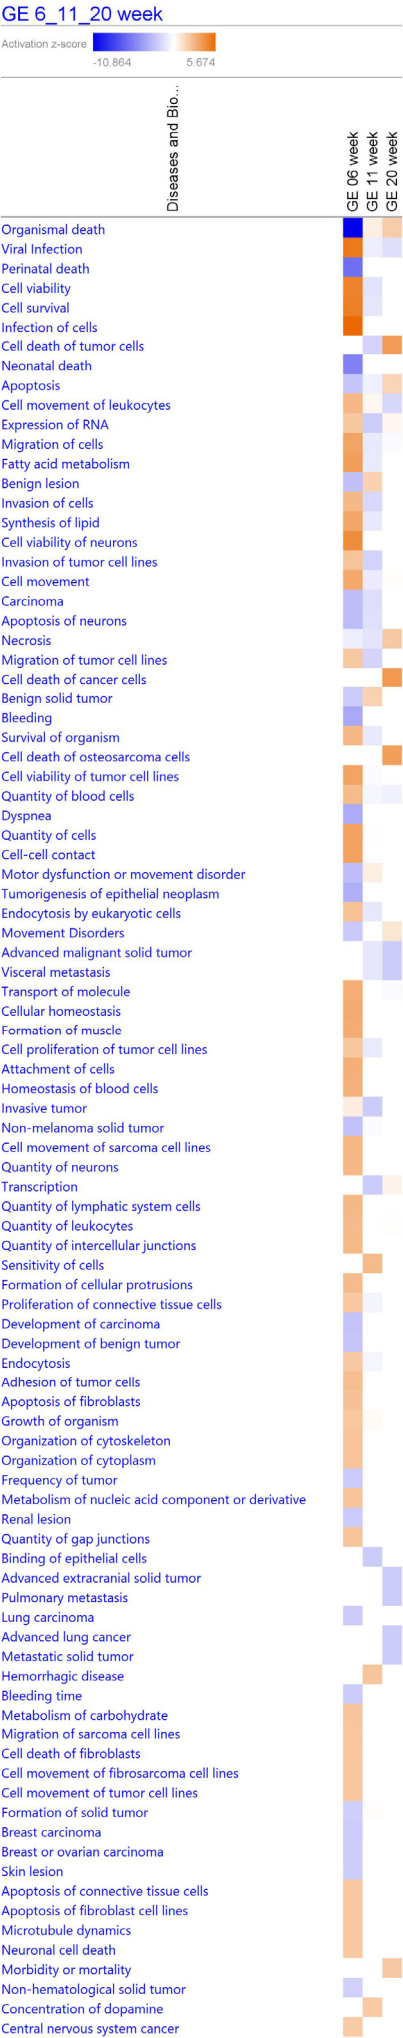 GE 6_11_20 week
Activation z-score
-10.864 5.674
Diseases and Bio...
GE 06 week
GE 11 week
GE 20 week
Organismal death
Viral Infection
Perinatal death
Cell viability
Cell survival
Infection of cells
Cell death of tumor cells
Neonatal death
Apoptosis
Cell movement of leukocytes
Expression of RNA
Migration of cells
Fatty acid metabolism
Benign lesion
Invasion of cells
Synthesis of lipid
Cell viability of neurons
Invasion of tumor cell lines
Cell movement
Carcinoma
Apoptosis of neurons
Necrosis
Migration of tumor cell lines
Cell death of cancer cells
Benign solid tumor
Bleeding
Survival of organism
Cell death of osteosarcoma cells
Cell viability of tumor cell lines
Quantity of blood cells
Dyspnea
Quantity of cells
Cell-cell contact
Motor dysfunction or movement disorder
Tumorigenesis of epithelial neoplasm
Endocytosis by eukaryotic cells
Movement Disorders
Advanced malignant solid tumor
Visceral metastasis
Transport of molecule
Cellular homeostasis
Formation of muscle
Cell proliferation of tumor cell lines
Attachment of cells
Homeostasis of blood cells
Invasive tumor
Non-melanoma solid tumor
Cell movement of sarcoma cell lines
Quantity of neurons
Transcription
Quantity of lymphatic system cells
Quantity of leukocytes
Quantity of intercellular junctions
Sensitivity of cells
Formation of cellular protrusions
Proliferation of connective tissue cells
Development of carcinoma
Development of benign tumor
Endocytosis
Adhesion of tumor cells
Apoptosis of fibroblasts
Growth of organism
Organization of cytoskeleton
Organization of cytoplasm
Frequency of tumor
Metabolism of nucleic acid component or derivative
Renal lesion
Quantity of gap junctions
Binding of epithelial cells
Advanced extracranial solid tumor
Pulmonary metastasis
Lung carcinoma
Advanced lung cancer
Metastatic solid tumor
Hemorrhagic disease
Bleeding time
Metabolism of carbohydrate
Migration of sarcoma cell lines
Cell death of fibroblasts
Cell movement of fibrosarcoma cell lines
Cell movement of tumor cell lines
Formation of solid tumor
Breast carcinoma
Breast or ovarian carcinoma
Skin lesion
Apoptosis of connective tissue cells
Apoptosis of fibroblast cell lines
Microtubule dynamics
Neuronal cell death
Morbidity or mortality
Non-hematological solid tumor
Concentration of dopamine
Central nervous system cancer